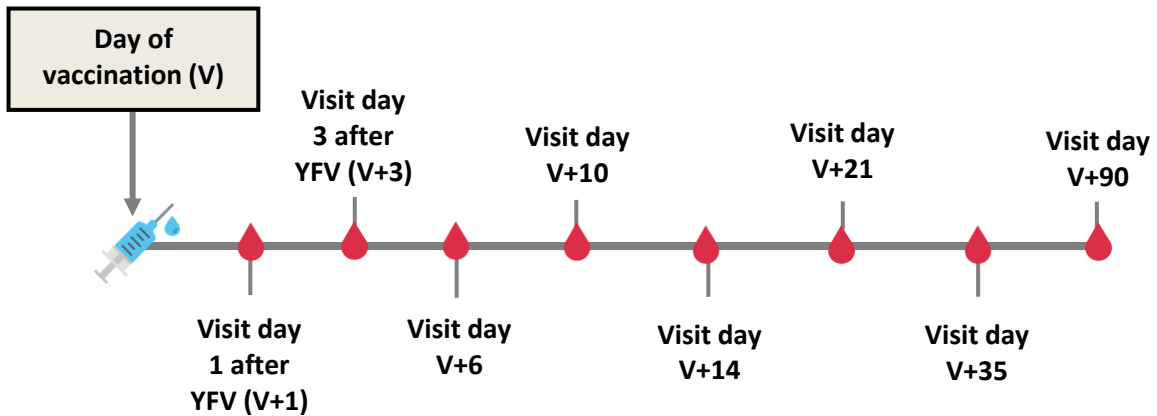 Day of
vaccination (V)
Visit day
3 after
YFV (V+3)
Visit day
V+10
Visit day
V+21
Visit day
V+90
Visit day
1 after
YFV (V+1)
Visit day
V+6
Visit day
V+14
Visit day
V+35